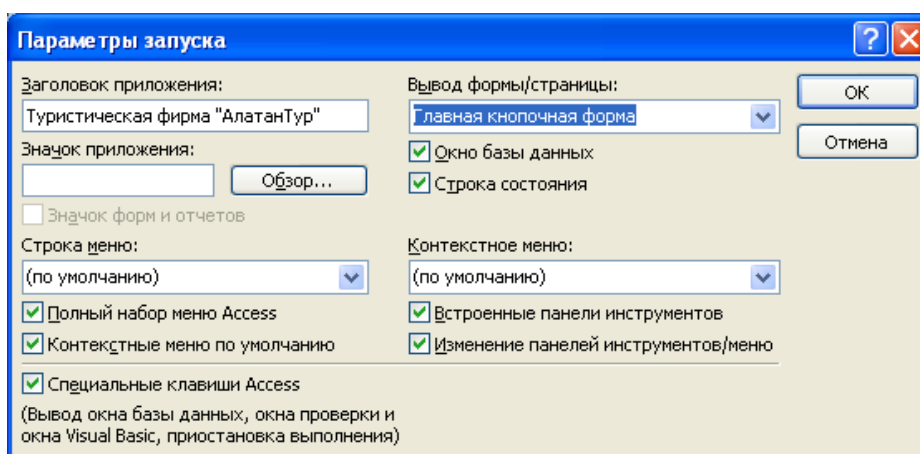 Параметры запуска
Заголовок приложения:
Туристическая фирма "АлатанТур"
Вывод формы/страницы:
Главная кнопочная форма
ОК
Отмена
Значок приложения:
Обзор...
Окно базы данных
Строка состояния
Значок форм и отчетов
Строка меню:
(по умолчанию)
Контекстное меню:
(по умолчанию)
Полный набор меню Access
Встроенные панели инструментов
Контекстные меню по умолчанию
Изменение панелей инструментов/меню
Специальные клавиши Access
(Вывод окна базы данных, окна проверки и
окна Visual Basic, приостановка выполнения)